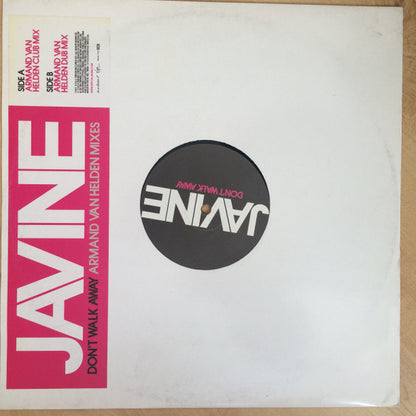 SIDE A
ARMAND VAN
HELDEN CLUB MIX
SIDE B
ARMAND VAN
HELDEN DUB MIX
JAVINE
DON'T WALK AWAY ARMAND VAN HELDEN MIXES
JAVINE
DON'T WALK AWAY